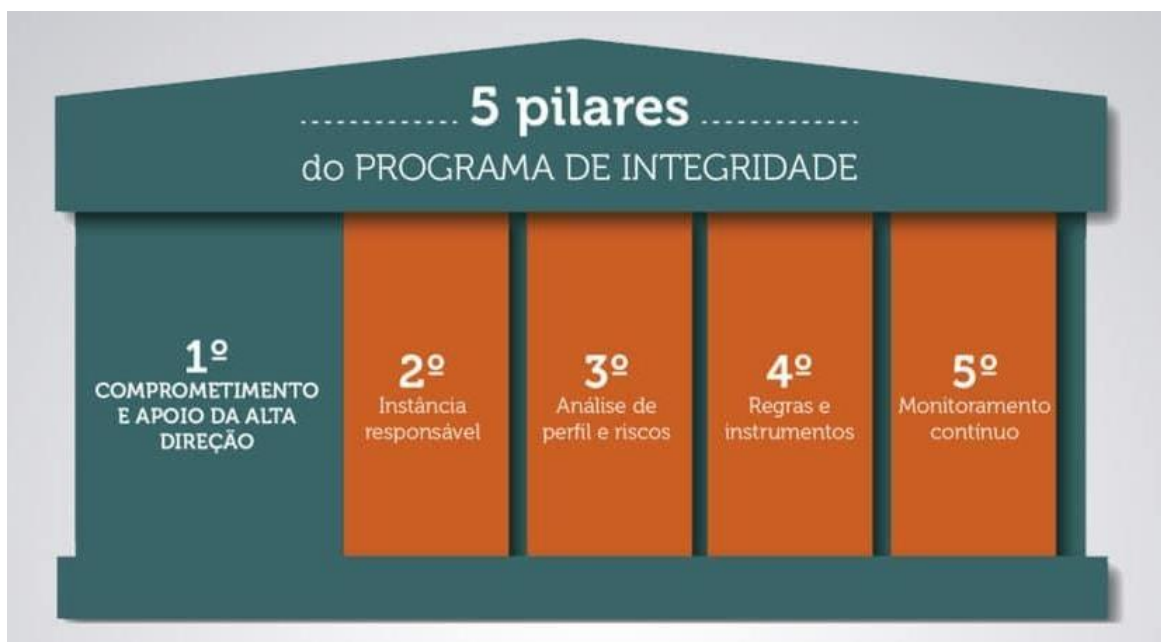 5 pilares
do PROGRAMA DE INTEGRIDADE
1º
COMPROMETIMENTO
E APOIO DA ALTA
DIREÇÃO
2º
Instância
responsável
3º
Análise de
perfil e riscos
4º
Regras e
instrumentos
5º
Monitoramento
contínuo